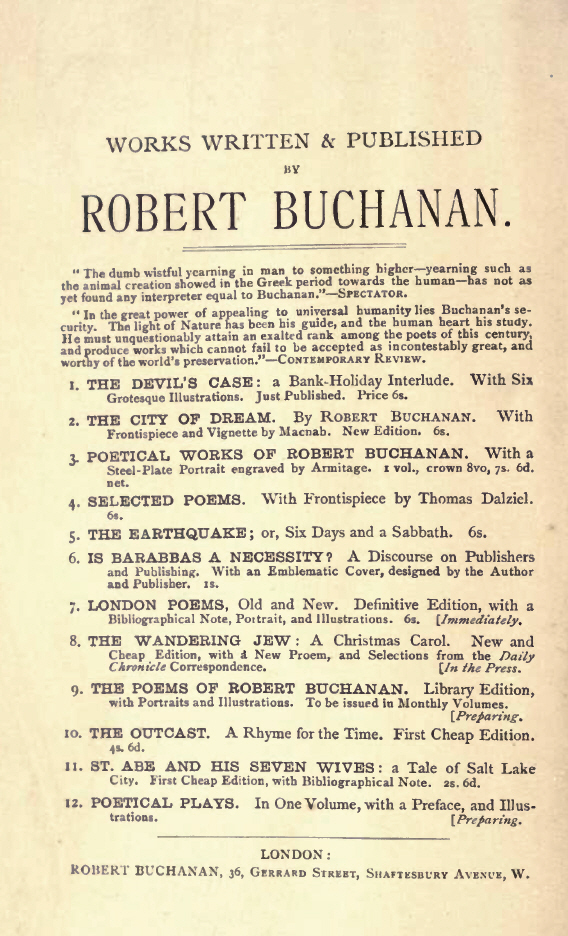 WORKS WRITTEN & PUBLISHED
BY
ROBERT BUCHANAN.
"The dumb wistful yearning in man to something higher—yearning such as
the animal creation showed in the Greek period towards the human—has not as
yet found any interpreter equal to Buchanan."—SPECTATOR.
"In the great power of appealing to universal humanity lies Buchanan's se-
curity. The light of Nature has been his guide, and the human heart his study.
He must unquestionably attain an exalted rank among the poets of this century,
and produce works which cannot fail to be accepted as incontestably great, and
worthy of the world's preservation."—CONTEMPORARY REVIEW.
1. THE DEVIL'S CASE: a Bank-Holiday Interlude. With Six
Grotesque Illustrations. Just Published. Price 6s.
2. THE CITY OF DREAM. By ROBERT BUCHANAN. With
Frontispiece and Vignette by Macnab. New Edition. 6s.
3. POETICAL WORKS OF ROBERT BUCHANAN. With a
Steel-Plate Portrait engraved by Armitage. 1 vol., crown 8vo, 7s. 6d.
net.
4. SELECTED POEMS. With Frontispiece by Thomas Dalziel.
6s.
5. THE EARTHQUAKE; or, Six Days and a Sabbath. 6s.
6. IS BARABBAS A NECESSITY? A Discourse on Publishers
and Publishing. With an Emblematic Cover, designed by the Author
and Publisher. 1s.
7. LONDON POEMS, Old and New. Definitive Edition, with a
Bibliographical Note, Portrait, and Illustrations. 6s. [Immediately.
8. THE WANDERING JEW: A Christmas Carol. New and
Cheap Edition, with a New Proem, and Selections from the Daily
Chronicle Correspondence. [In the Press.
9. THE POEMS OF ROBERT BUCHANAN. Library Edition,
with Portraits and Illustrations. To be issued in Monthly Volumes.
[Preparing.
10. THE OUTCAST. A Rhyme for the Time. First Cheap Edition.
4s. 6d.
11. ST. ABE AND HIS SEVEN WIVES: a Tale of Salt Lake
City. First Cheap Edition, with Bibliographical Note. 2s. 6d.
12. POETICAL PLAYS. In One Volume, with a Preface, and Illus-
trations. [Preparing.
LONDON:
ROBERT BUCHANAN, 36, GERRARD STREET, SHAFTESBURY AVENUE, W.